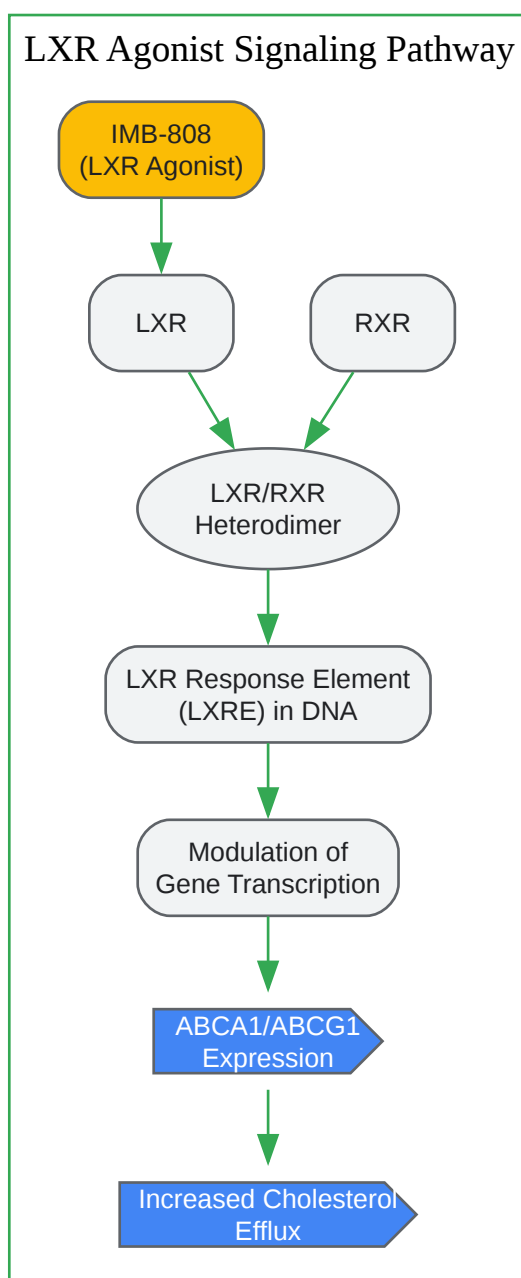 LXR Agonist Signaling Pathway
IMB-808
(LXR Agonist)
LXR
RXR
LXR/RXR
Heterodimer
LXR Response Element
(LXRE) in DNA
Modulation of
Gene Transcription
ABCA1/ABCG1
Expression
Increased Cholesterol
Efflux